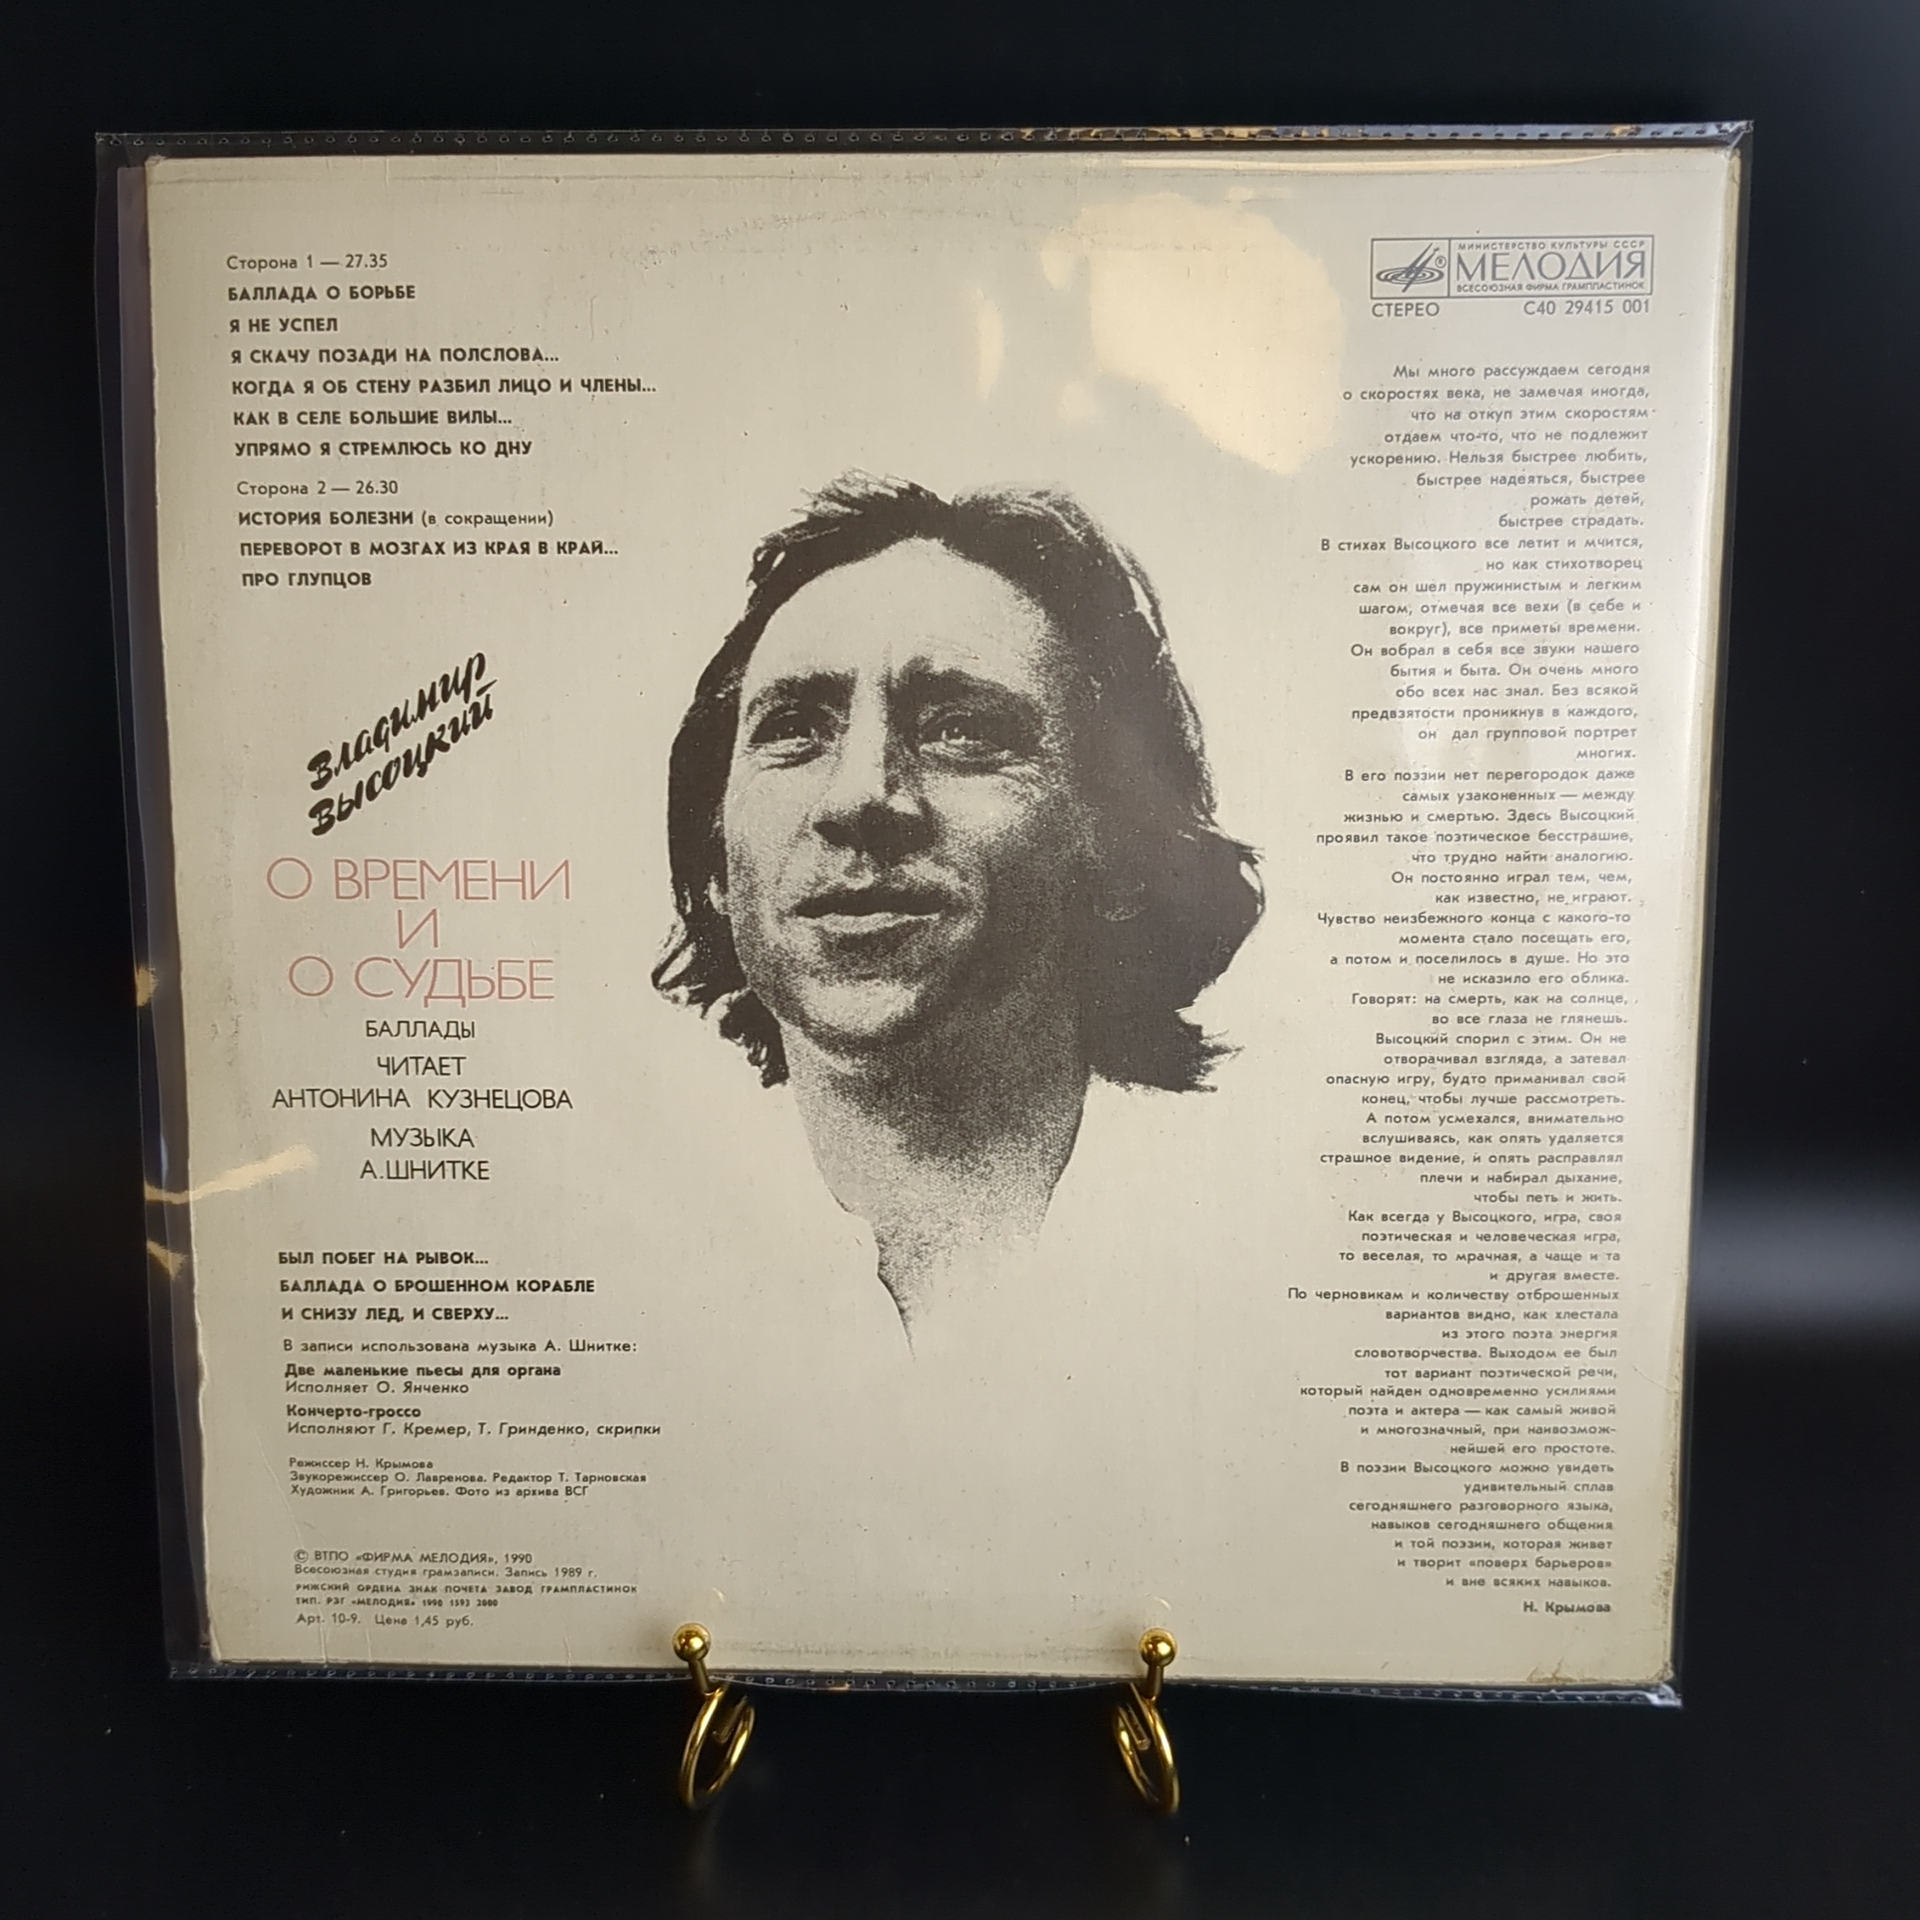 Сторона 1 — 27.35
БАЛЛАДА О БОРЬБЕ
Я НЕ УСПЕЛ
Я СКАЧУ ПОЗАДИ НА ПОЛСЛОВА...
КОГДА Я ОБ СТЕНУ РАЗБИЛ ЛИЦО И ЧЛЕНЫ...
КАК В СЕЛЕ БОЛЬШИЕ ВИЛЫ...
УПРЯМО Я СТРЕМЛЮСЬ КО ДНУ
Сторона 2 — 26.30
ИСТОРИЯ БОЛЕЗНИ (в сокращении)
ПЕРЕВОРОТ В МОЗГАХ ИЗ КРАЯ В КРАЙ...
ПРО ГЛУПЦОВ
Владимир
Высоцкий
О ВРЕМЕНИ
И
О СУДЬБЕ
БАЛЛАДЫ
ЧИТАЕТ
АНТОНИНА КУЗНЕЦОВА
МУЗЫКА
А.ШНИТКЕ
БЫЛ ПОБЕГ НА РЫВОК...
БАЛЛАДА О БРОШЕННОМ КОРАБЛЕ
И СНИЗУ ЛЕД, И СВЕРХУ...
В записи использована музыка А. Шнитке:
Две маленькие пьесы для органа
Исполняет О. Янченко
Кончерто-гроссо
Исполняют Г. Кремер, Т. Гринденко, скрипки
Режиссер Н. Крымова
Звукорежиссер О. Лавренова. Редактор Т. Тарновская
Художник А. Григорьев. Фото из архива ВСГ
© ВТПО «ФИРМА МЕЛОДИЯ», 1990
Всесоюзная студия грамзаписи. Запись 1989 г.
РИЖСКИЙ ОРДЕНА ЗНАК ПОЧЕТА ЗАВОД ГРАМПЛАСТИНОК
ТИП. РЗГ «МЕЛОДИЯ» 1990 1593 2000
Арт. 10-9. Цена 1,45 руб.
МИНИСТЕРСТВО КУЛЬТУРЫ СССР
МЕЛОДИЯ
ВСЕСОЮЗНАЯ ФИРМА ГРАМПЛАСТИНОК
СТЕРЕО С40 29415 001
Мы много рассуждаем сегодня
о скоростях века, не замечая иногда,
что на откуп этим скоростям
отдаем что-то, что не подлежит
ускорению. Нельзя быстрее любить,
быстрее надеяться, быстрее
рожать детей,
быстрее страдать.
В стихах Высоцкого все летит и мчится,
но как стихотворец
сам он шел пружинистым и легким
шагом, отмечая все вехи (в себе и
вокруг), все приметы времени.
Он вобрал в себя все звуки нашего
бытия и быта. Он очень много
обо всех нас знал. Без всякой
предвзятости проникнув в каждого,
он дал групповой портрет
многих.
В его поэзии нет перегородок даже
самых узаконенных — между
жизнью и смертью. Здесь Высоцкий
проявил такое поэтическое бесстрашие,
что трудно найти аналогию.
Он постоянно играл тем, чем,
как известно, не играют.
Чувство неизбежного конца с какого-то
момента стало посещать его,
а потом и поселилось в душе. Но это
не исказило его облика.
Говорят: на смерть, как на солнце,
во все глаза не глянешь.
Высоцкий спорил с этим. Он не
отворачивал взгляда, а затевал
опасную игру, будто приманивал свой
конец, чтобы лучше рассмотреть.
А потом усмехался, внимательно
вслушиваясь, как опять удаляется
страшное видение, и опять расправлял
плечи и набирал дыхание,
чтобы петь и жить.
Как всегда у Высоцкого, игра, своя
поэтическая и человеческая игра,
то веселая, то мрачная, а чаще и та
и другая вместе.
По черновикам и количеству отброшенных
вариантов видно, как хлестала
из этого поэта энергия
словотворчества. Выходом ее был
тот вариант поэтической речи,
который найден одновременно усилиями
поэта и актера — как самый живой
и многозначный, при наивозмож-
нейшей его простоте.
В поэзии Высоцкого можно увидеть
удивительный сплав
сегодняшнего разговорного языка,
навыков сегодняшнего общения
и той поэзии, которая живет
и творит «поверх барьеров»
и вне всяких навыков.
Н. Крымова